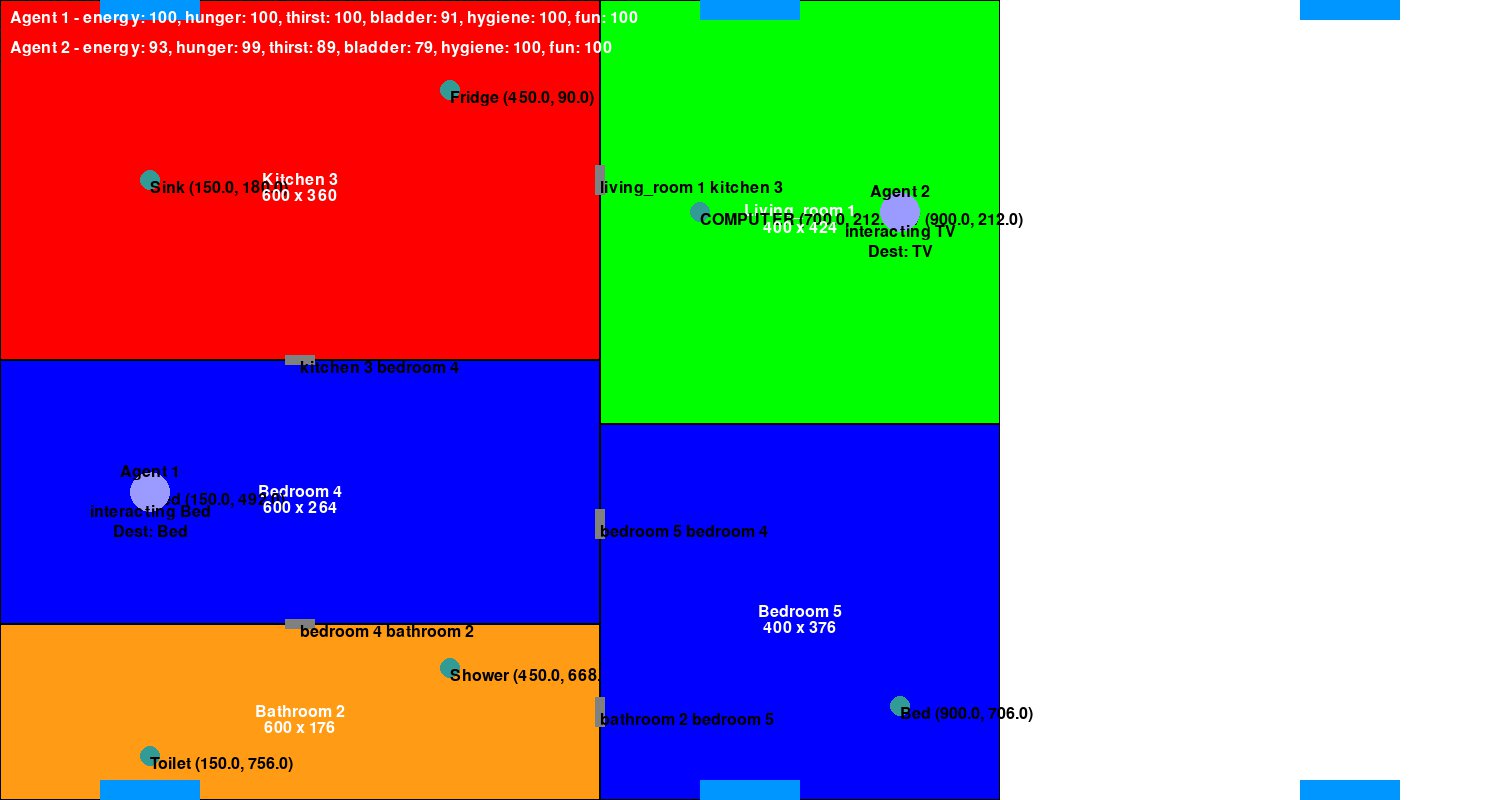 Agent 1 - energy: 100, hunger: 100, thirst: 100, bladder: 91, hygiene: 100, fun: 100
Agent 2 - energy: 93, hunger: 99, thirst: 89, bladder: 79, hygiene: 100, fun: 100
Fridge (450.0, 90.0)
Kitchen 3
600 x 360
Sink (150.0, 180.0)
living_room 1 kitchen 3
Agent 2
Living_room 1
400 x 424
COMPUTER (700.0, 212. (900.0, 212.0)
interacting TV
Dest: TV
kitchen 3 bedroom 4
Agent 1
Bedroom 4
600 x 264
(150.0, 492.0)
interacting Bed
Dest: Bed
bedroom 5 bedroom 4
Bedroom 5
400 x 376
bedroom 4 bathroom 2
Shower (450.0, 668.
Bathroom 2
600 x 176
bathroom 2 bedroom 5
Bed (900.0, 706.0)
Toilet (150.0, 756.0)